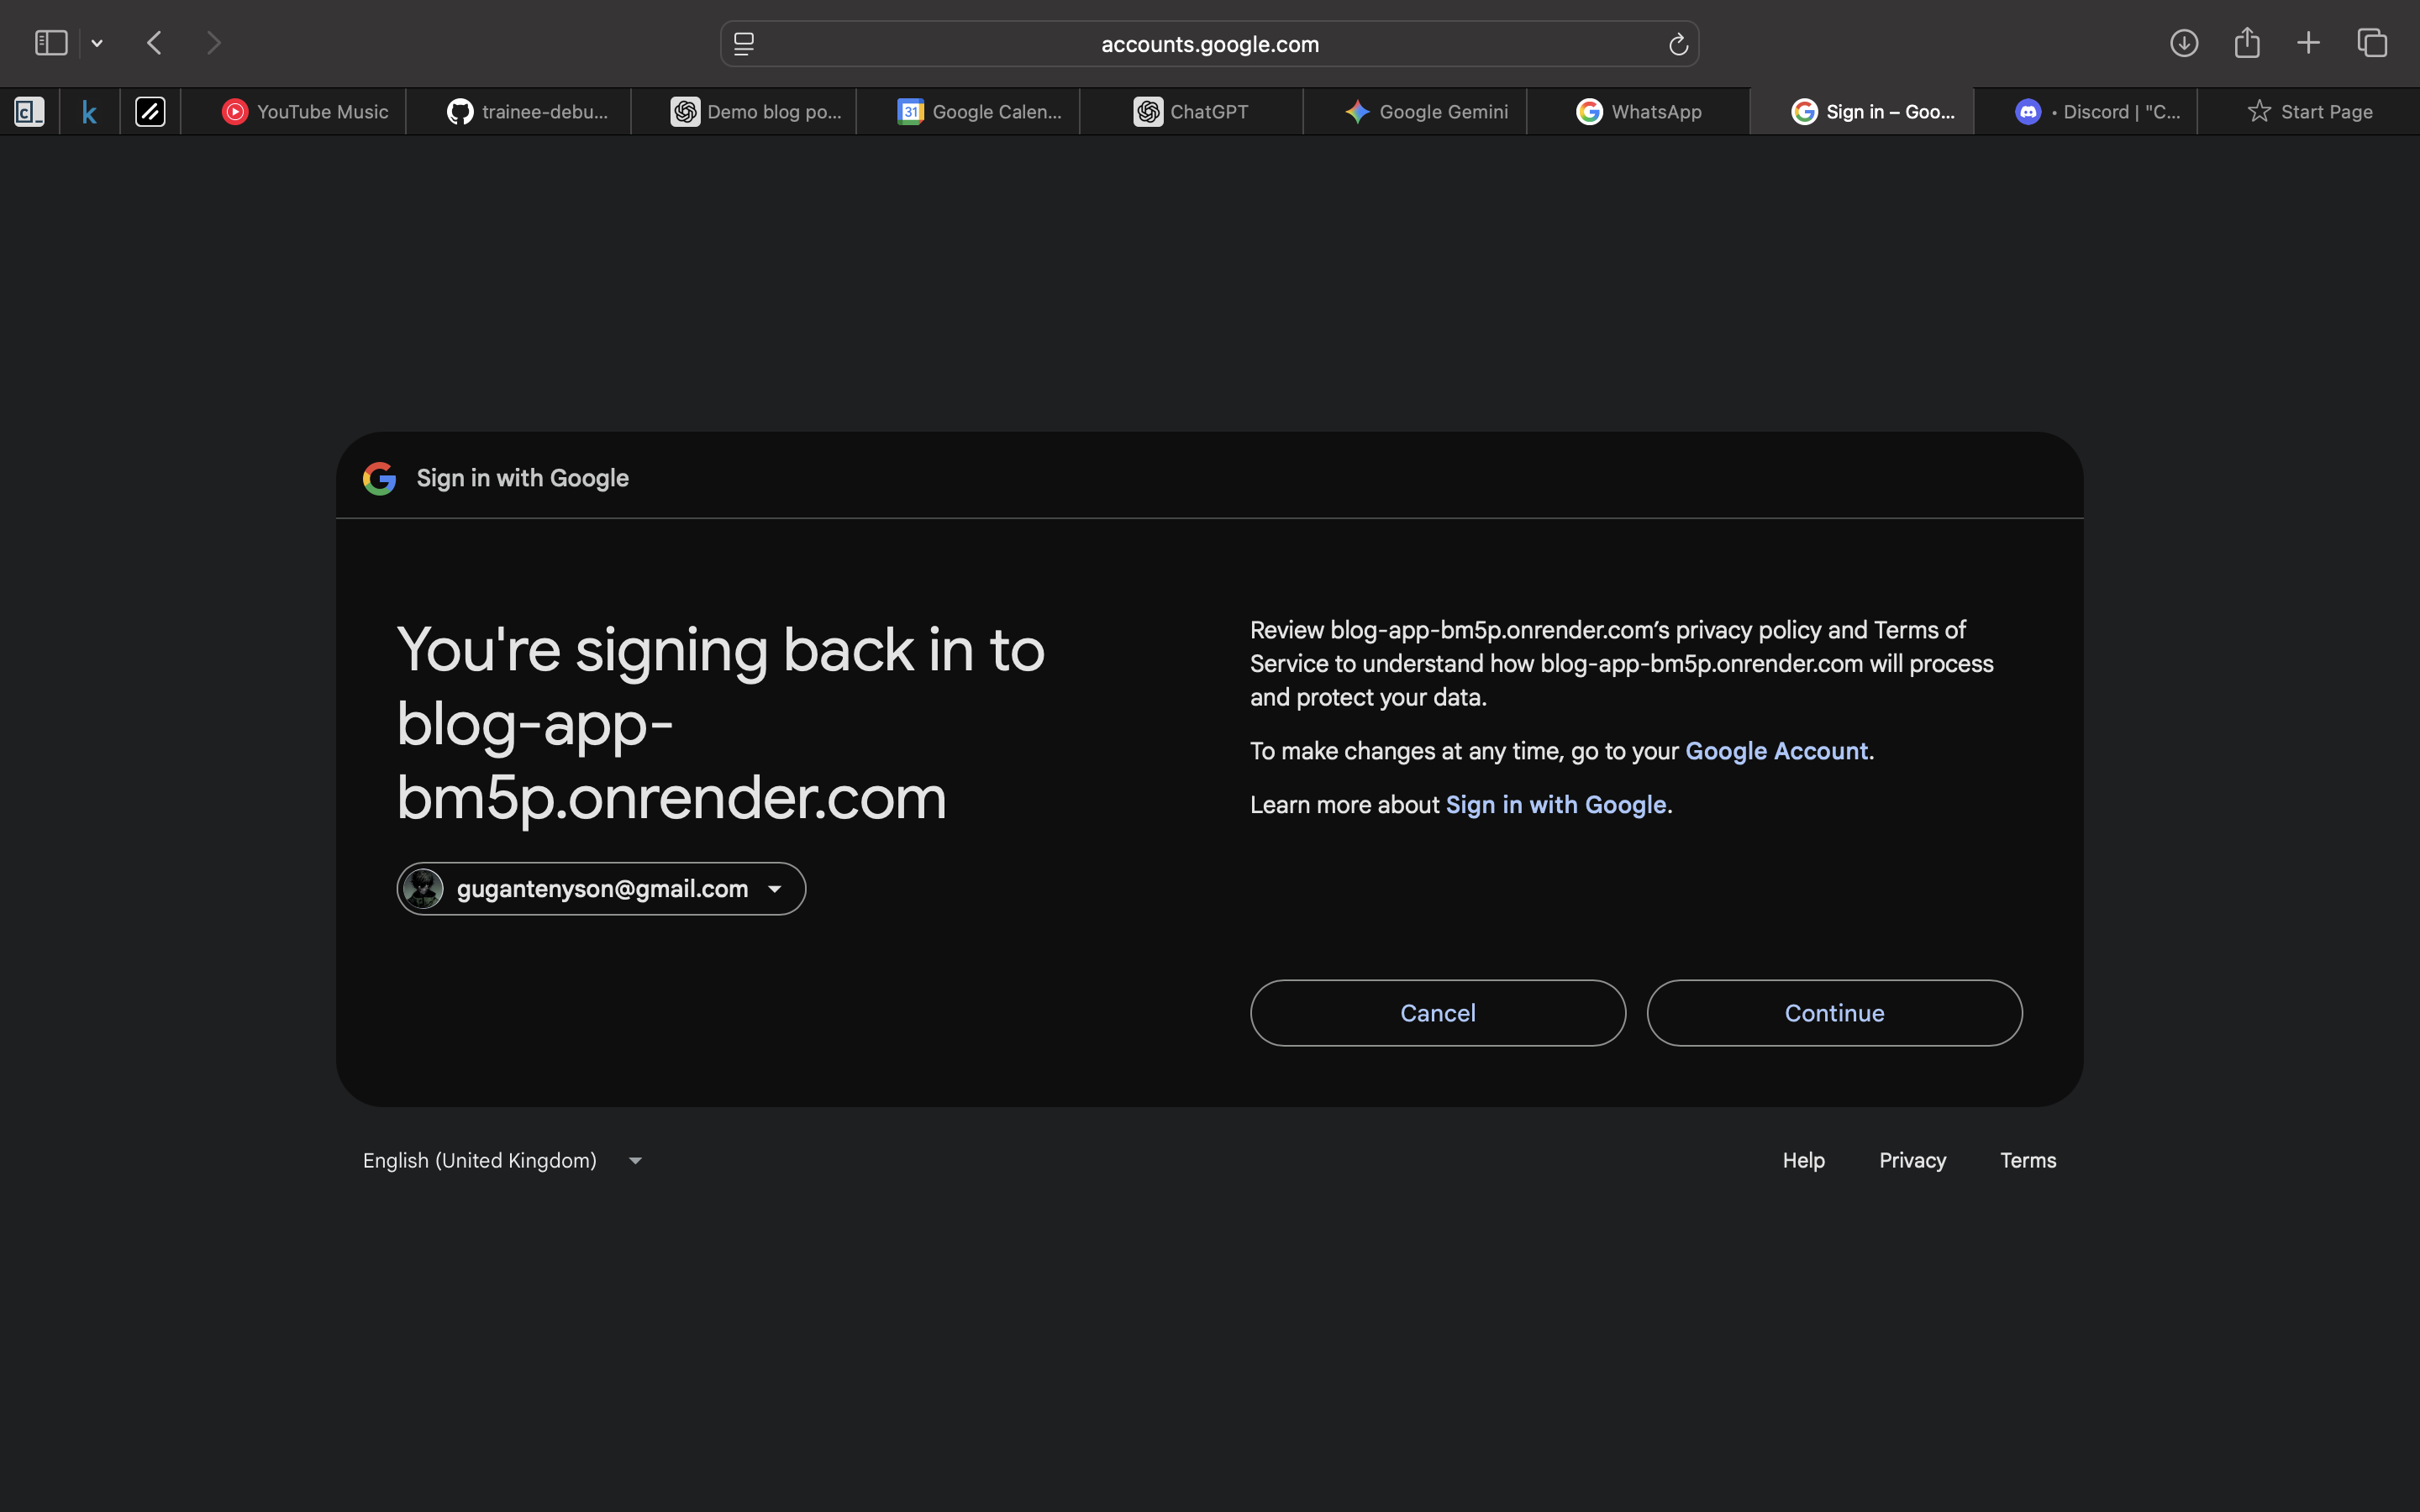 accounts.google.com
YouTube Music
trainee-debu...
Demo blog po...
Google Calen...
ChatGPT
Google Gemini
WhatsApp
Sign in – Goo...
• Discord | "C...
Start Page
Sign in with Google
You're signing back in to
blog-app-
bm5p.onrender.com
gugantenyson@gmail.com
Review blog-app-bm5p.onrender.com’s privacy policy and Terms of
Service to understand how blog-app-bm5p.onrender.com will process
and protect your data.
To make changes at any time, go to your Google Account.
Learn more about Sign in with Google.
Cancel
Continue
English (United Kingdom)
Help
Privacy
Terms